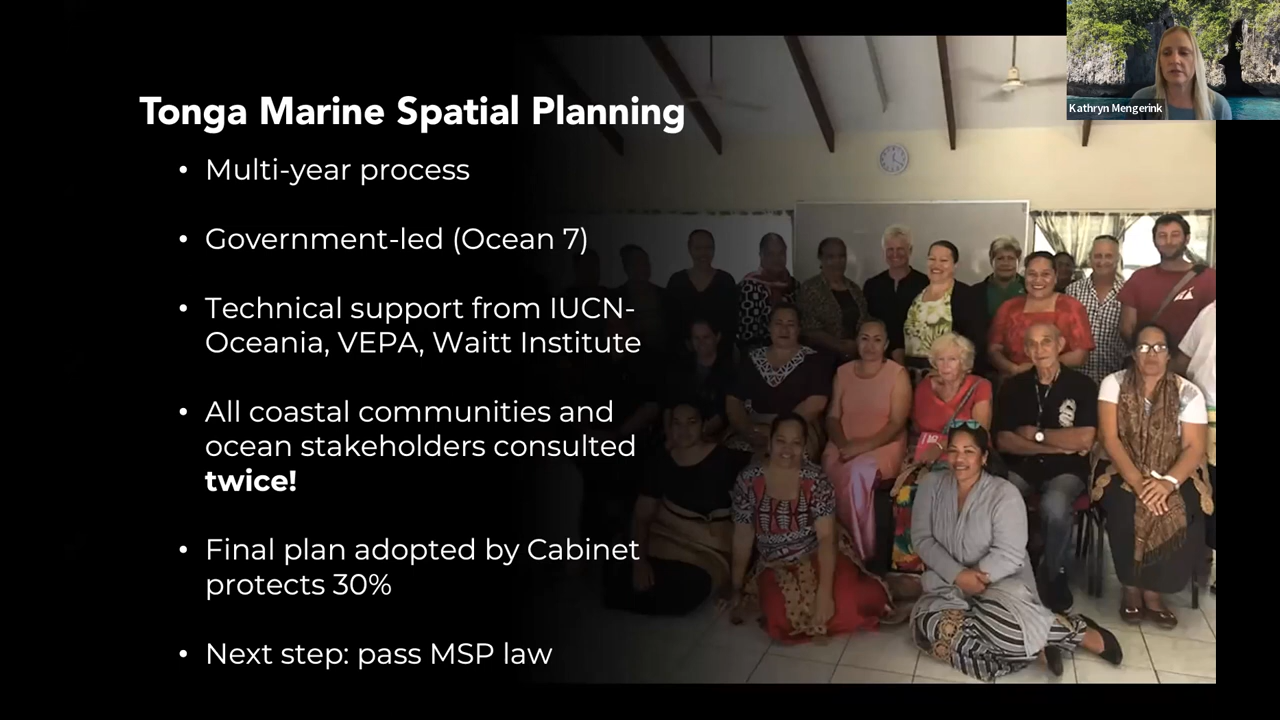 Kathryn Mengerink
Tonga Marine Spatial Planning
• Multi-year process
• Government-led (Ocean 7)
• Technical support from IUCN-
Oceania, VEPA, Waitt Institute
• All coastal communities and
ocean stakeholders consulted
twice!
• Final plan adopted by Cabinet
protects 30%
• Next step: pass MSP law